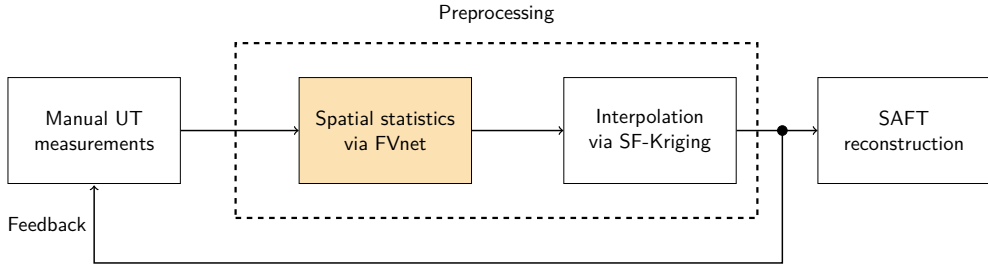 Preprocessing
Manual UT
measurements
Spatial statistics
via FVnet
Interpolation
via SF-Kriging
SAFT
reconstruction
Feedback